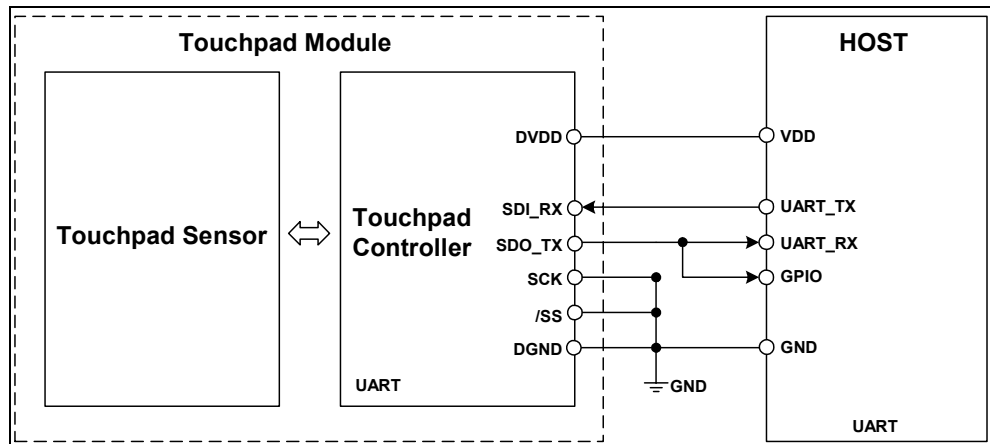 Touchpad Module
HOST
Touchpad Sensor
Touchpad
Controller
DVDD
SDI_RX
SDO_TX
SCK
/SS
DGND
UART
GND
VDD
UART_TX
UART_RX
GPIO
GND
UART